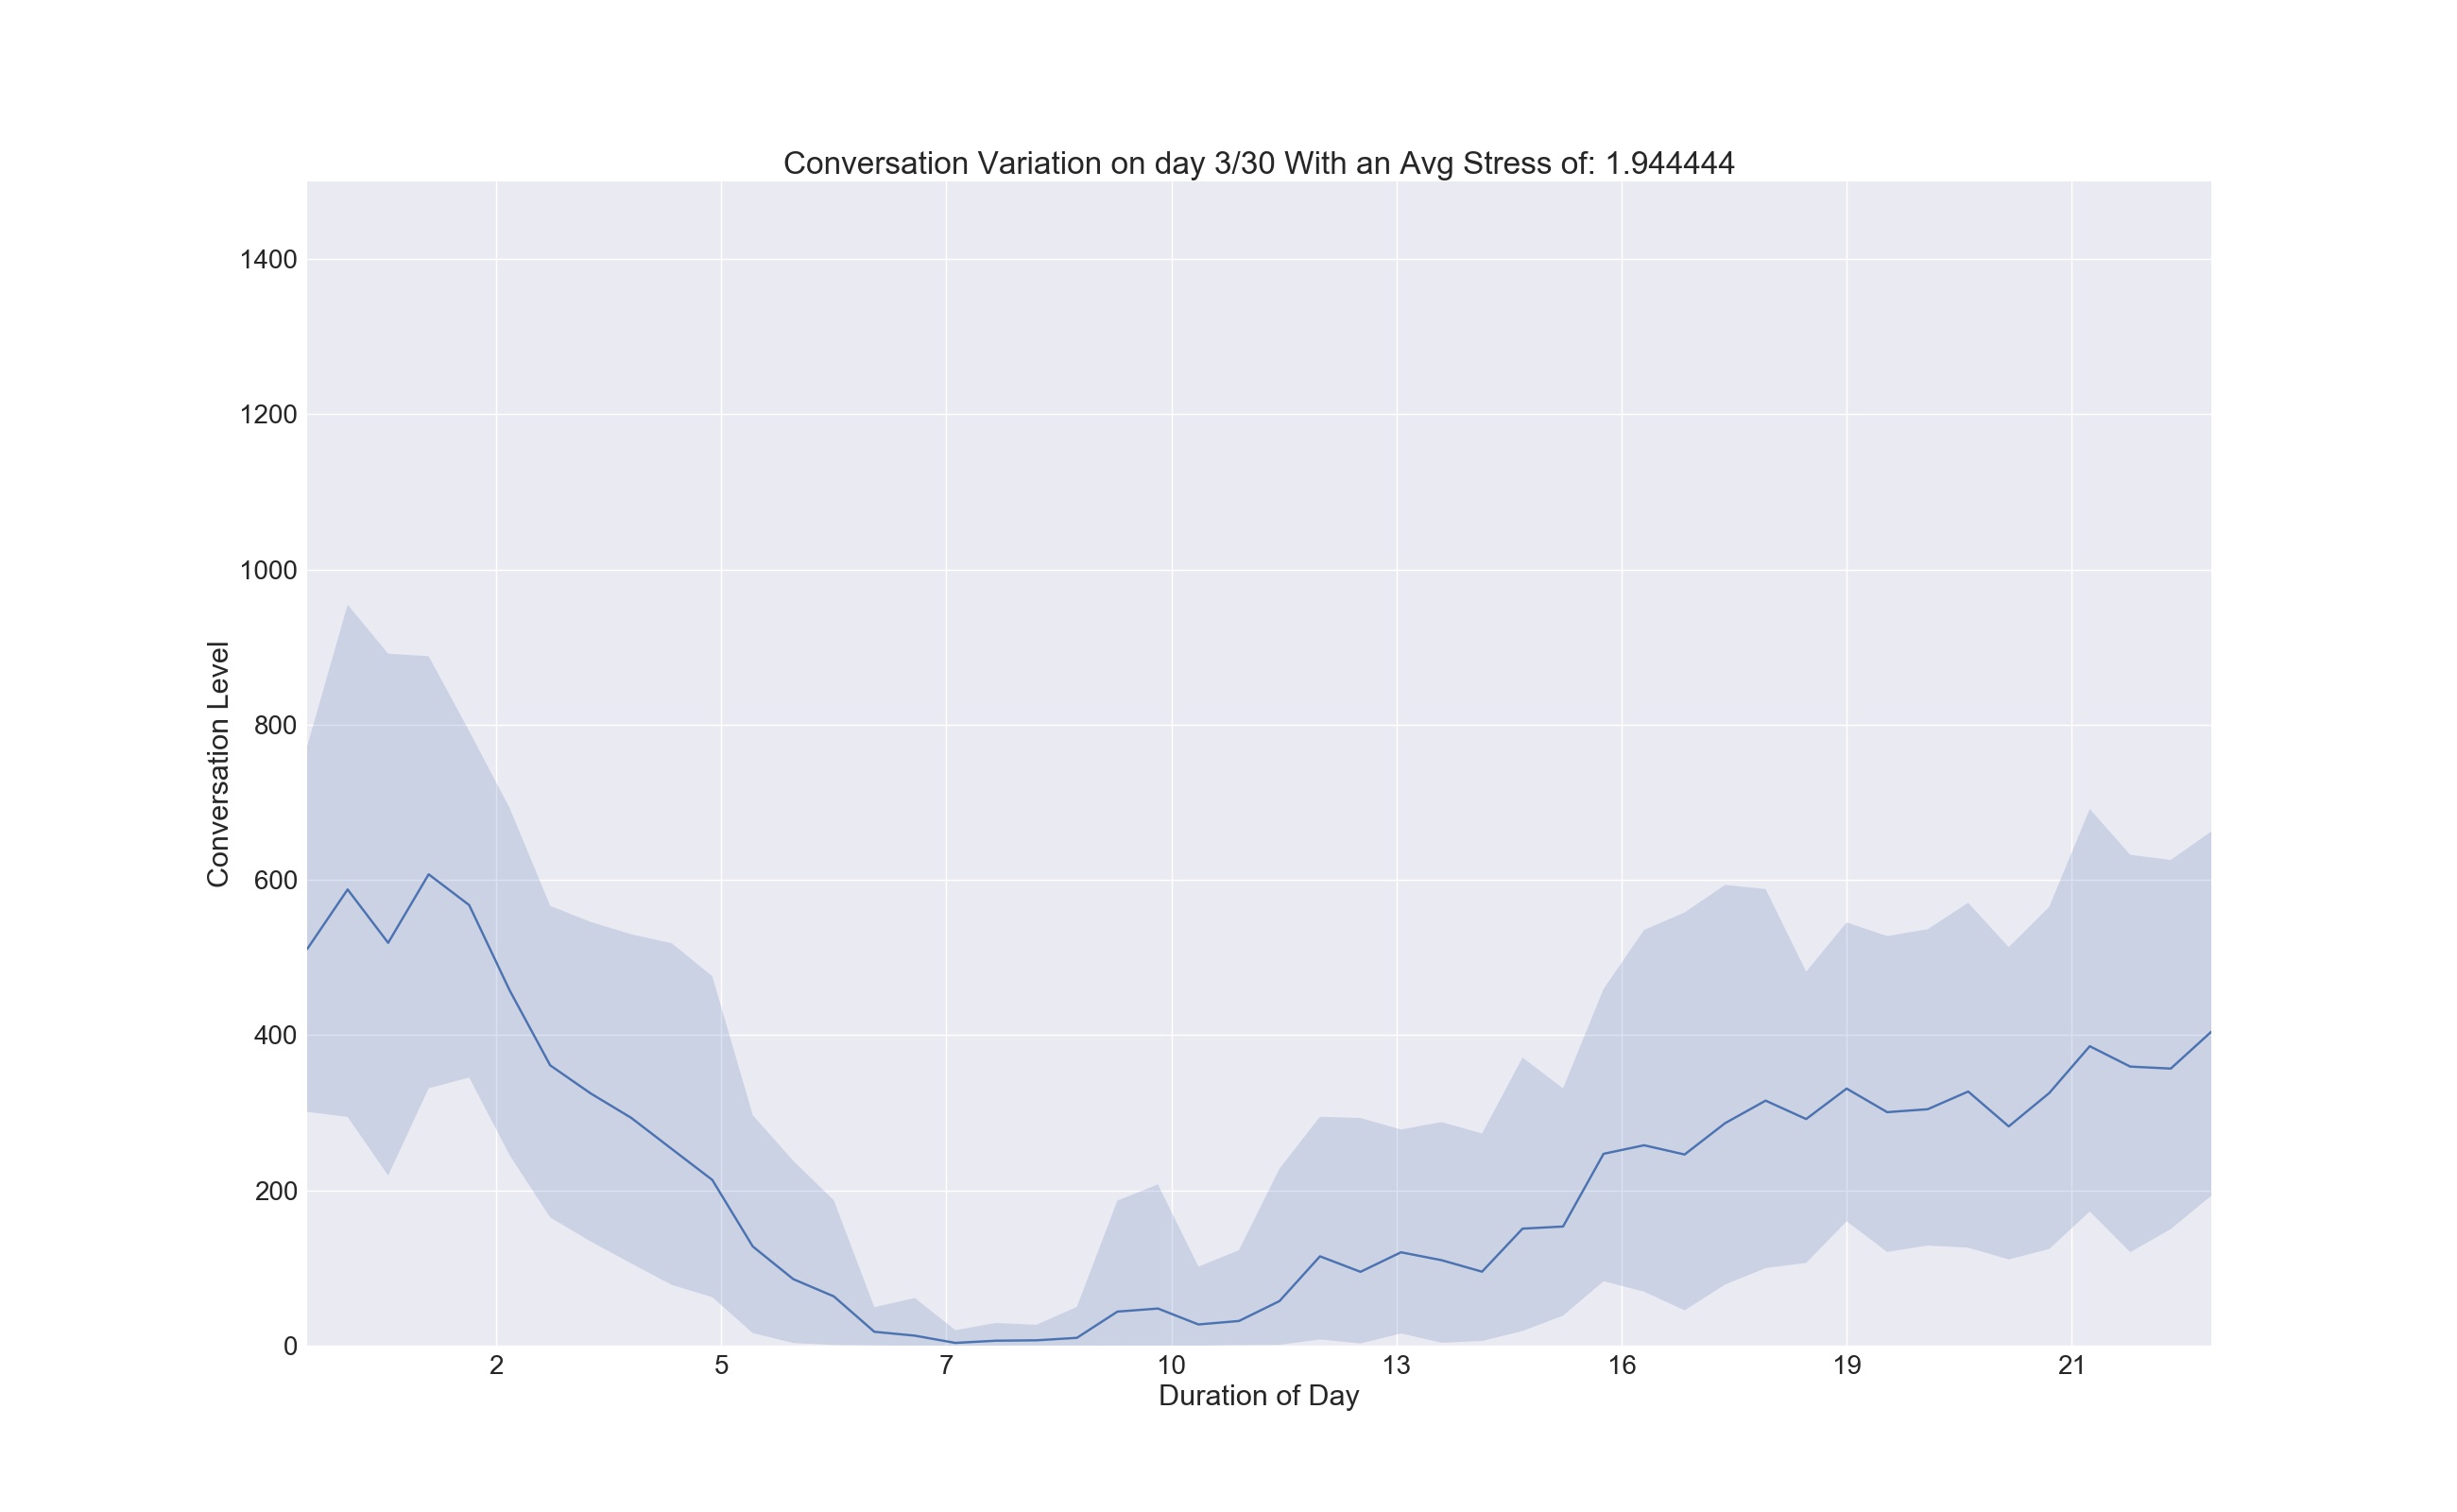 Conversation Variation on day 3/30 With an Avg Stress of: 1.944444
1400
1200
1000
800
600
400
200
0
Conversation Level
2 5 7 10 13 16 19 21
Duration of Day